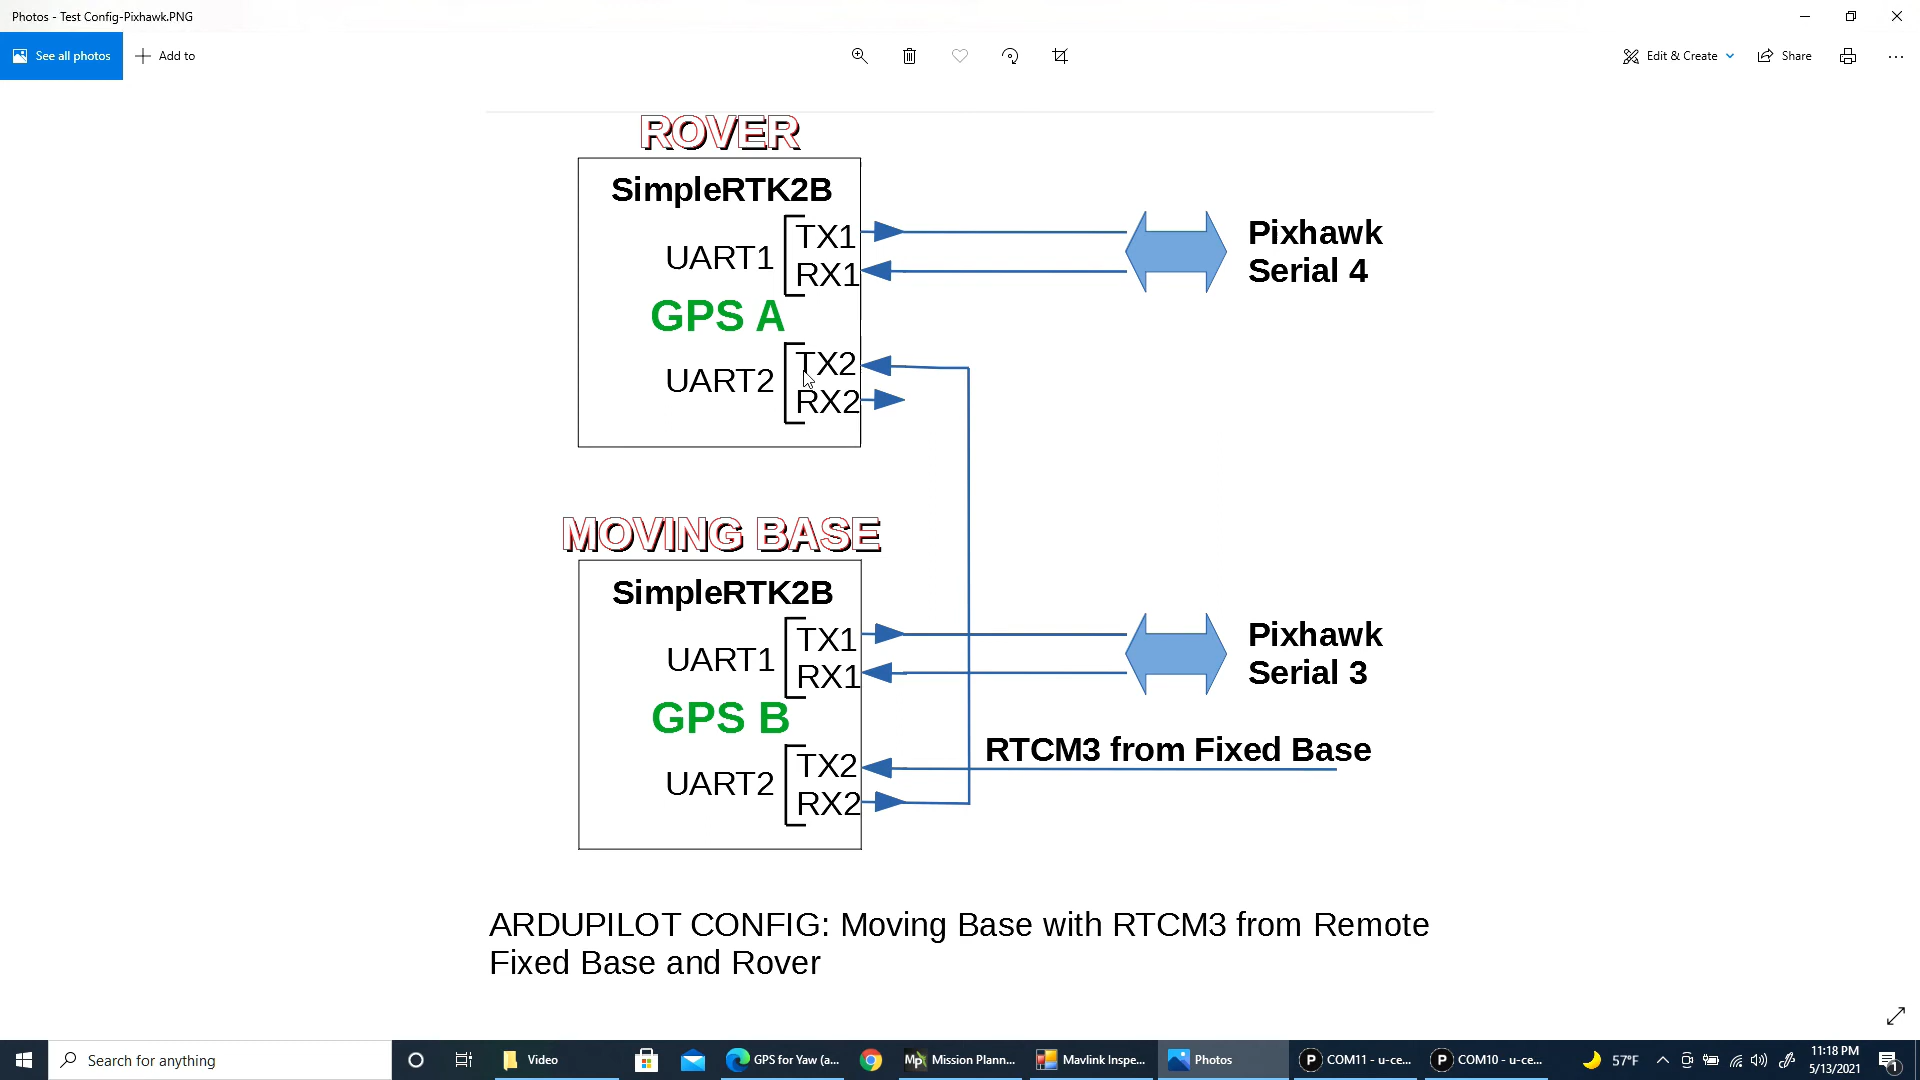 Photos - Test Config-Pixhawk.PNG
See all photos
Add to
Edit & Create
Share
ROVER
SimpleRTK2B
TX1
UART1
RX1
Pixhawk
Serial 4
GPS A
TX2
UART2
RX2
MOVING BASE
SimpleRTK2B
TX1
UART1
RX1
Pixhawk
Serial 3
GPS B
RTCM3 from Fixed Base
TX2
UART2
RX2
ARDUPILOT CONFIG: Moving Base with RTCM3 from Remote
Fixed Base and Rover
Search for anything
Video
GPS for Yaw (a...
Mp
Mission Plann...
Mavlink Inspe...
Photos
P
COM11 - u-ce...
P
COM10 - u-ce...
57°F
11:18 PM
5/13/2021
1